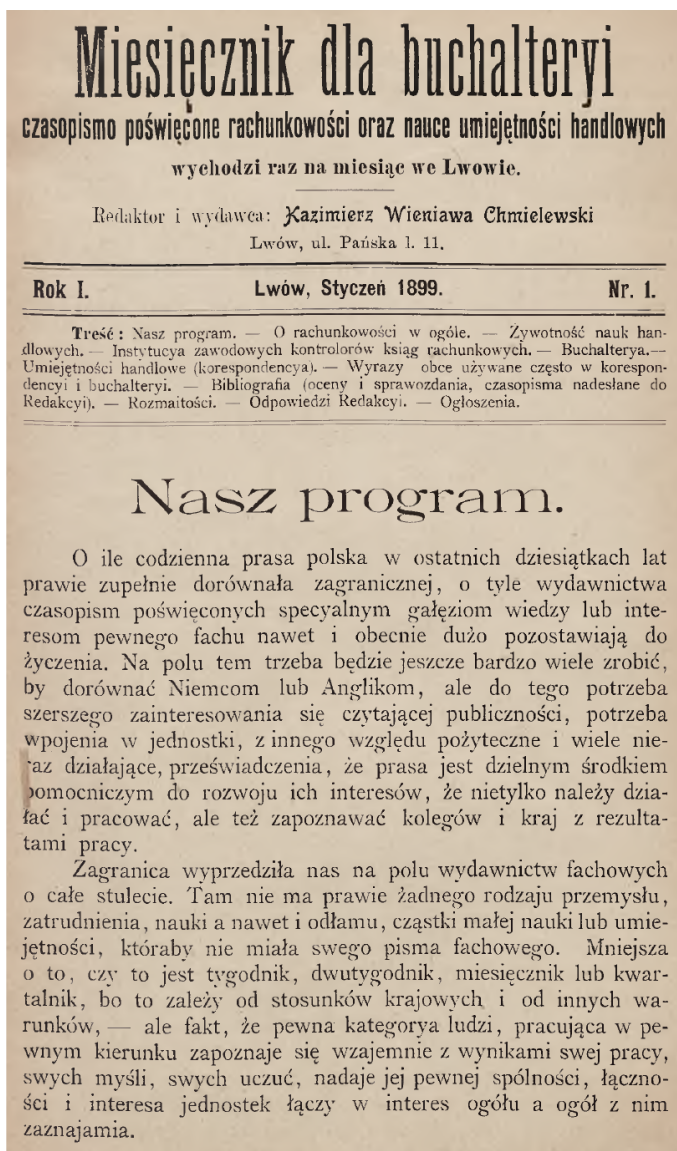 Miesięcznik dla buchalteryi
czasopismo poświęcone rachunkowości oraz nauce umiejętności handlowych
wychodzi raz na miesiąc we Lwowie.
Redaktor i wydawca: Kazimierz Wieniawa Chmielewski
Lwów, ul. Pańska l. 11.
Rok I. Lwów, Styczeń 1899. Nr. 1.
Treść : Nasz program. — O rachunkowości w ogóle. — Żywotność nauk han-
dlowych. — Instytucya zawodowych kontrolorów ksiąg rachunkowych. — Buchalterya.—
Umiejętności handlowe (korespondencya). — Wyrazy obce używane często w korespon-
dencyi i buchalteryi. — Bibliografia (oceny i sprawozdania, czasopisma nadesłane do
Redakcyi). — Rozmaitości. — Odpowiedzi Redakcyi. — Ogłoszenia.
Nasz program.
O ile codzienna prasa polska w ostatnich dziesiątkach lat
prawie zupełnie dorównała zagranicznej, o tyle wydawnictwa
czasopism poświęconych specyalnym gałęziom wiedzy lub inte-
resom pewnego fachu nawet i obecnie dużo pozostawiają do
życzenia. Na polu tem trzeba będzie jeszcze bardzo wiele zrobić,
by dorównać Niemcom lub Anglikom, ale do tego potrzeba
szerszego zainteresowania się czytającej publiczności, potrzeba
wpojenia w jednostki, z innego względu pożyteczne i wiele nie-
raz działające, przeświadczenia, że prasa jest dzielnym środkiem
pomocniczym do rozwoju ich interesów, że nietylko należy dzia-
łać i pracować, ale też zapoznawać kolegów i kraj z rezulta-
tami pracy.
Zagranica wyprzedziła nas na polu wydawnictw fachowych
o całe stulecie. Tam nie ma prawie żadnego rodzaju przemysłu,
zatrudnienia, nauki a nawet i odłamu, cząstki małej nauki lub umie-
jętności, któraby nie miała swego pisma fachowego. Mniejsza
o to, czy to jest tygodnik, dwutygodnik, miesięcznik lub kwar-
talnik, bo to zależy od stosunków krajowych i od innych wa-
runków, — ale fakt, że pewna kategorya ludzi, pracująca w pe-
wnym kierunku zapoznaje się wzajemnie z wynikami swej pracy,
swych myśli, swych uczuć, nadaje jej pewnej spólności, łączno-
ści i interesa jednostek łączy w interes ogółu a ogół z nim
zaznajamia.